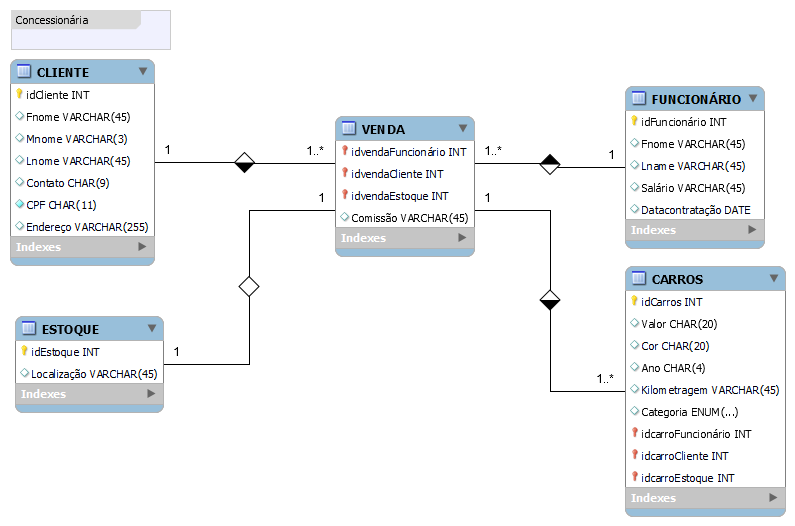 Concessionária
CLIENTE
idCliente INT
Fnome VARCHAR(45)
Mnome VARCHAR(3)
Lnome VARCHAR(45)
Contato CHAR(9)
CPF CHAR(11)
Endereço VARCHAR(255)
Indexes
1
1..*
VENDA
idvendaFuncionário INT
idvendaCliente INT
idvendaEstoque INT
Comissão VARCHAR(45)
Indexes
1..*
1
FUNCIONÁRIO
idFuncionário INT
Fnome VARCHAR(45)
Lname VARCHAR(45)
Salário VARCHAR(45)
Datacontratação DATE
Indexes
1
1
ESTOQUE
idEstoque INT
Localização VARCHAR(45)
Indexes
1
1..*
CARROS
idCarros INT
Valor CHAR(20)
Cor CHAR(20)
Ano CHAR(4)
Kilometragem VARCHAR(45)
Categoria ENUM(...)
idcarroFuncionário INT
idcarroCliente INT
idcarroEstoque INT
Indexes